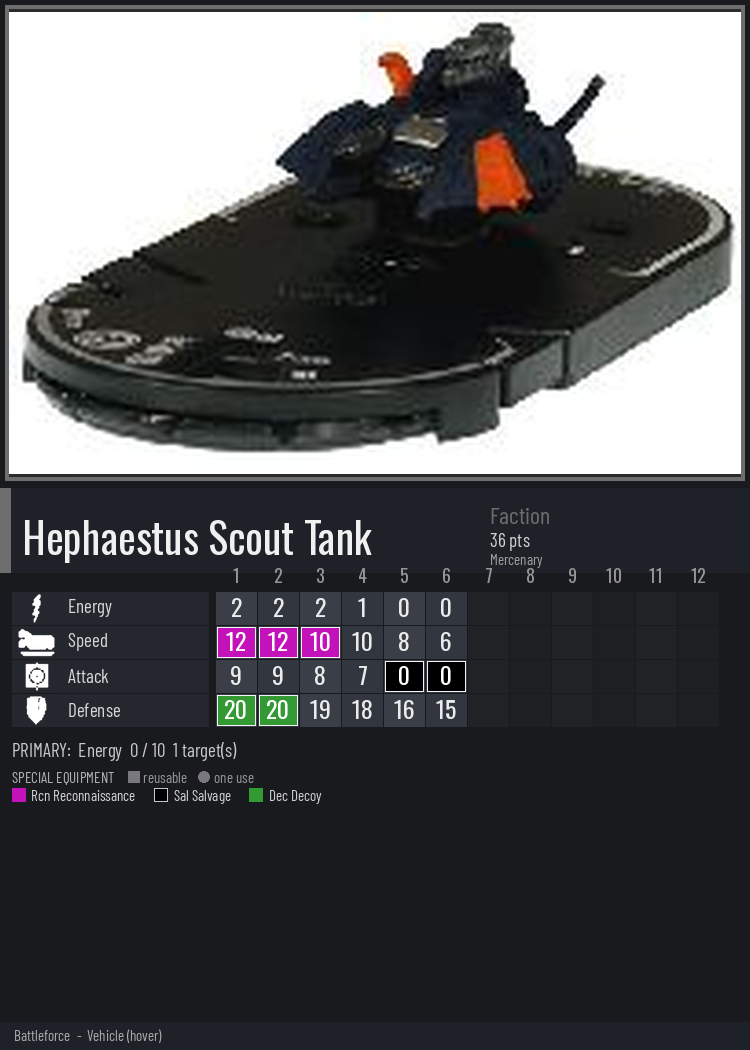 Hephaestus Scout Tank
Faction
36 pts
Mercenary
1 2 3 4 5 6 7 8 9 10 11 12
Energy 2 2 2 1 0 0
Speed 12 12 10 10 8 6
Attack 9 9 8 7 0 0
Defense 20 20 19 18 16 15
PRIMARY: Energy 0 / 10 1 target(s)
SPECIAL EQUIPMENT reusable one use
Rcn Reconnaissance Sal Salvage Dec Decoy
Battleforce - Vehicle (hover)